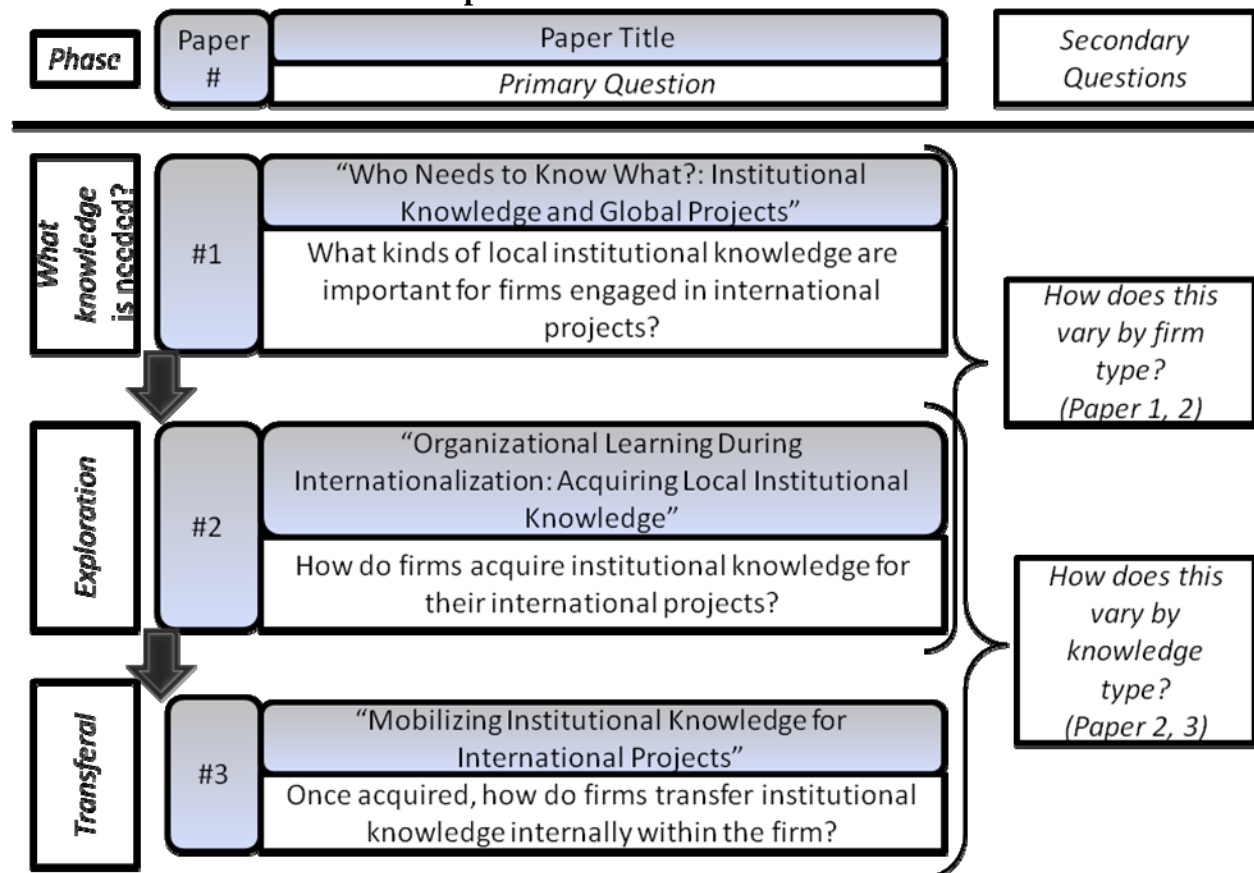 Phase
Paper
#
Paper Title
Primary Question
Secondary
Questions
What
knowledge
is needed?
#1
“Who Needs to Know What?: Institutional
Knowledge and Global Projects”
What kinds of local institutional knowledge are
important for firms engaged in international
projects?
How does this
vary by firm
type?
(Paper 1, 2)
Exploration
#2
“Organizational Learning During
Internationalization: Acquiring Local Institutional
Knowledge”
How do firms acquire institutional knowledge for
their international projects?
How does this
vary by
knowledge
type?
(Paper 2, 3)
Transferal
#3
“Mobilizing Institutional Knowledge for
International Projects”
Once acquired, how do firms transfer institutional
knowledge internally within the firm?